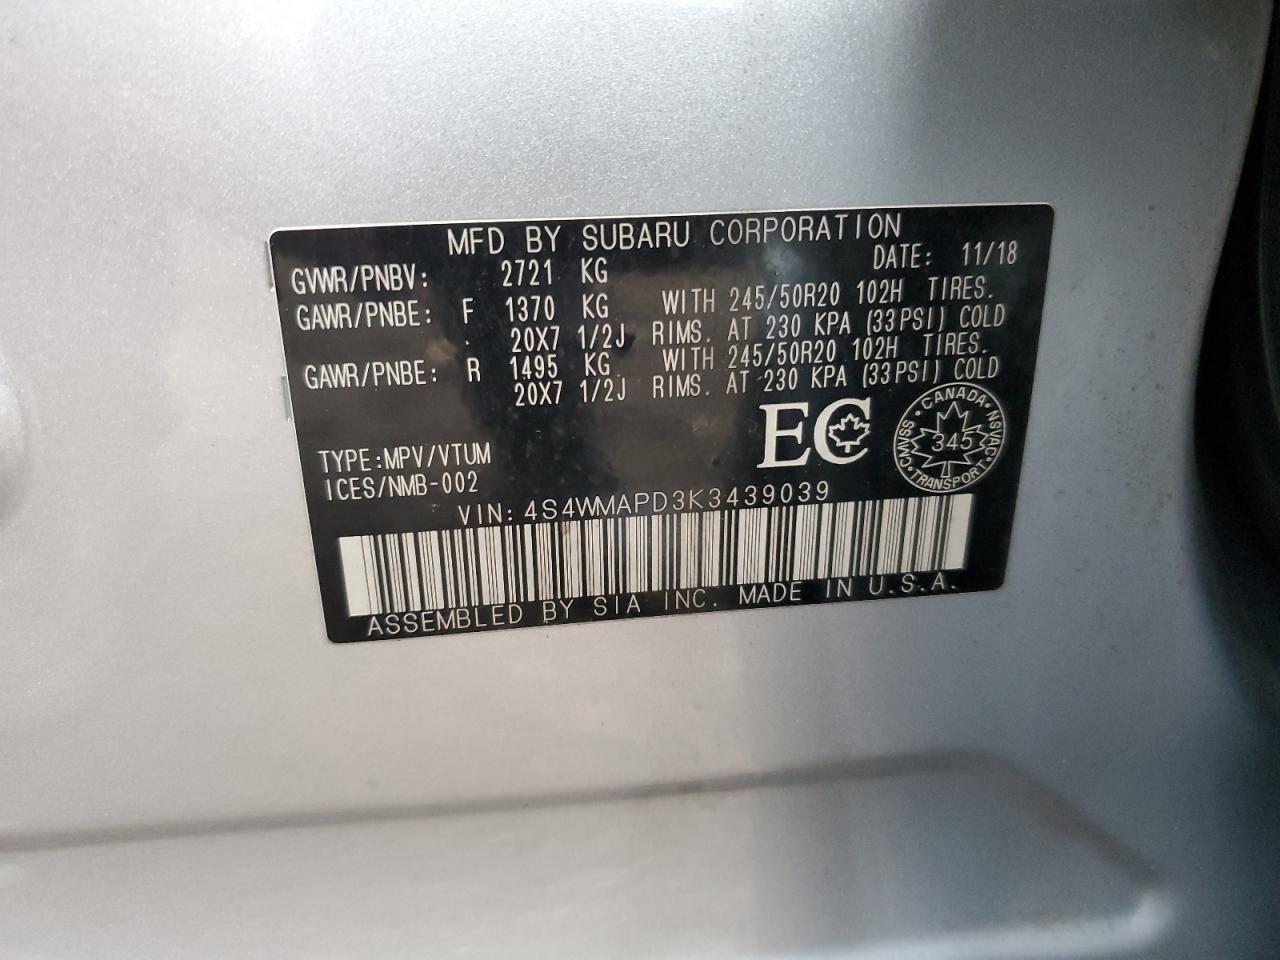 MFD BY SUBARU CORPORATION
GVWR/PNBV: 2721 KG DATE: 11/18
GAWR/PNBE: F 1370 KG WITH 245/50R20 102H TIRES.
20X7 1/2J RIMS. AT 230 KPA (33PSI) COLD
GAWR/PNBE: R 1495 KG WITH 245/50R20 102H TIRES.
20X7 1/2J RIMS. AT 230 KPA (33PSI) COLD
EC
CANADA
345
CMVSS NSVAC
TRANSPORT
TYPE:MPV/VTUM
ICES/NMB-002
VIN: 4S4WMAPD3K3439039
ASSEMBLED BY SIA INC. MADE IN U.S.A.